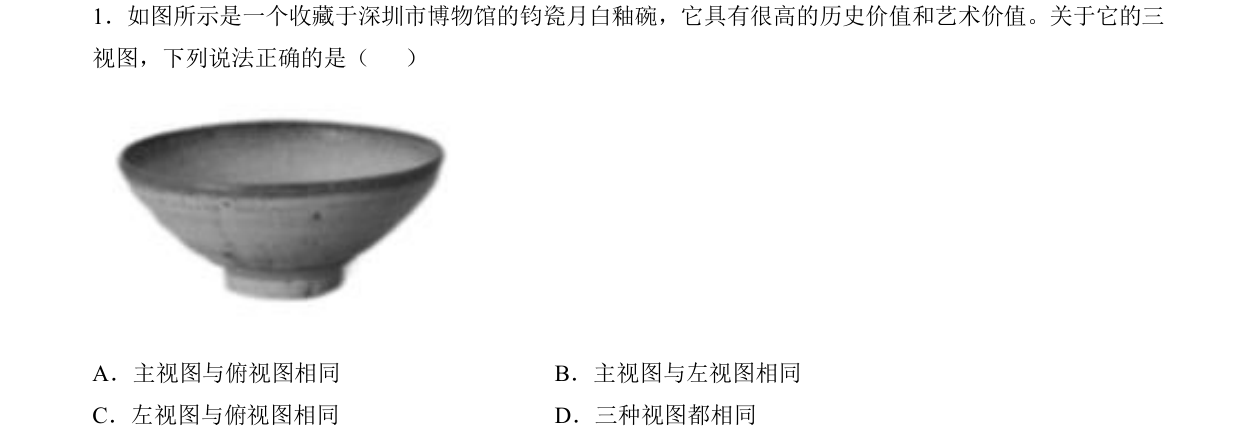 1．如图所示是一个收藏于深圳市博物馆的钧瓷月白釉碗，它具有很高的历史价值和艺术价值。关于它的三
视图，下列说法正确的是（　　）
A．主视图与俯视图相同　　B．主视图与左视图相同
C．左视图与俯视图相同　　D．三种视图都相同